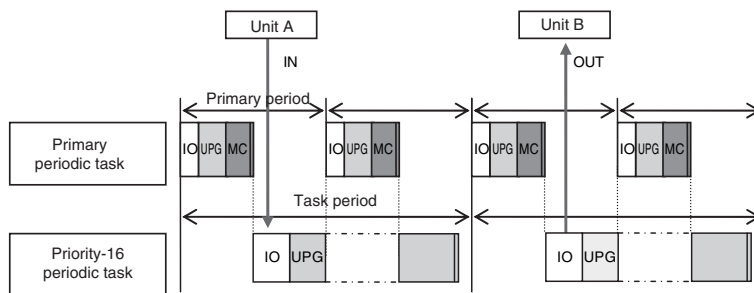 Unit A
Unit B
IN
OUT
Primary period
Primary
periodic task
IO UPG MC
IO UPG MC
IO UPG MC
IO UPG MC
Task period
Priority-16
periodic task
IO UPG
IO UPG